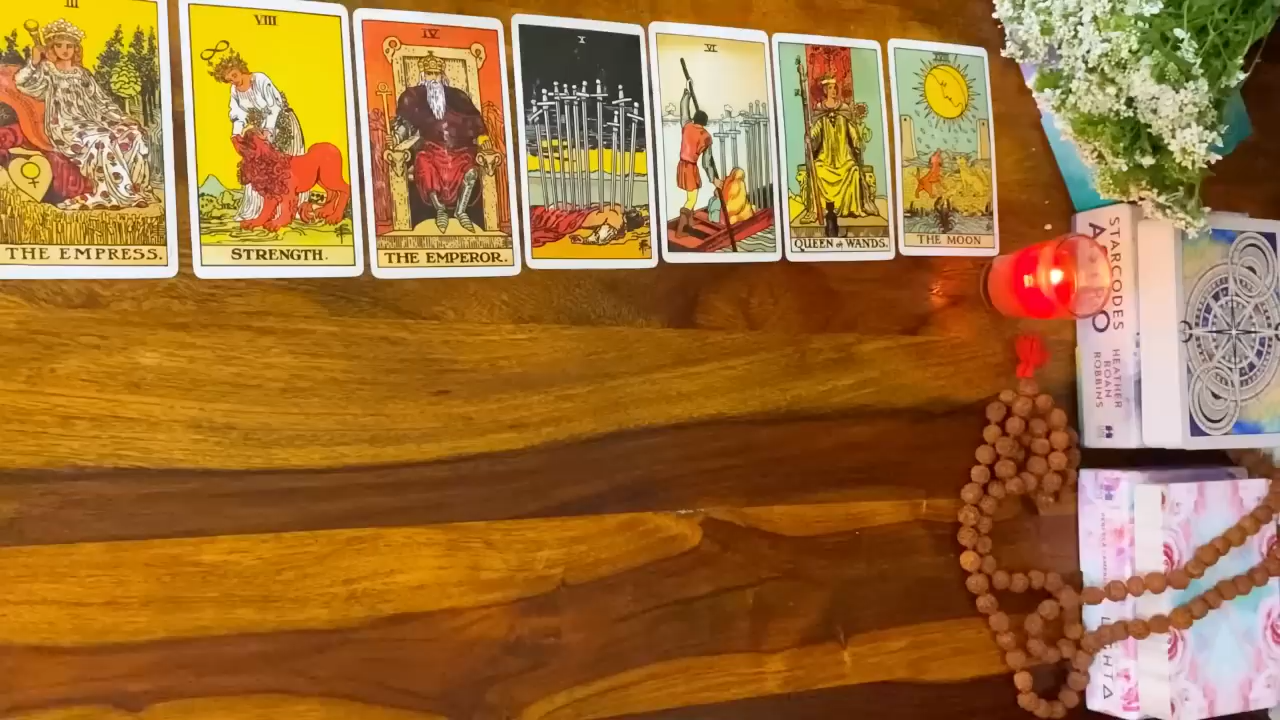 III
THE EMPRESS.
VIII
STRENGTH.
IV
THE EMPEROR.
X
VI
QUEEN of WANDS.
THE MOON
STARCODES
HEATHER
ROAN
ROBBINS